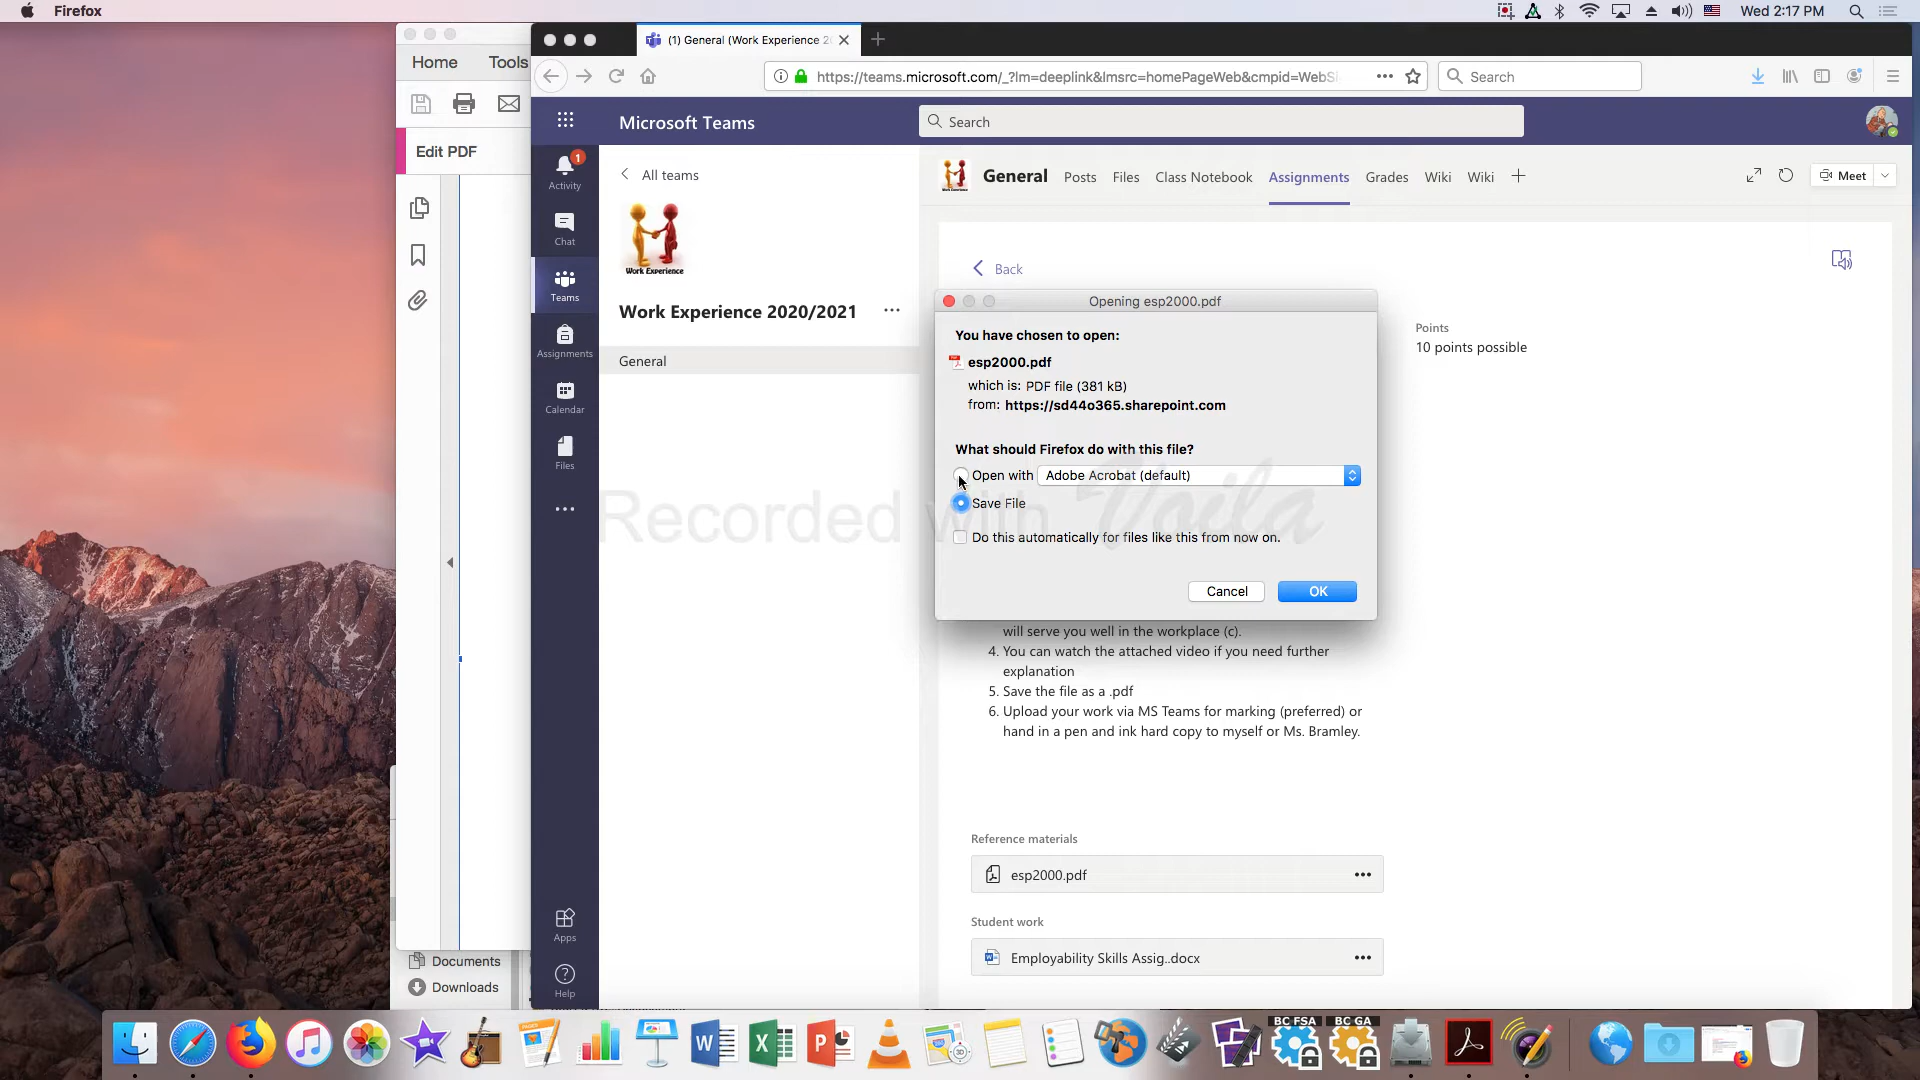 Firefox
Wed 2:17 PM
Home Tools
(1) General (Work Experience 2
https://teams.microsoft.com/_?lm=deeplink&lmsrc=homePageWeb&cmpid=WebSi
Search
Microsoft Teams
Search
Edit PDF
Activity
1
Chat
Teams
Assignments
Calendar
Files
Apps
Help
All teams
Work Experience
Work Experience 2020/2021
General
Work Experience
General Posts Files Class Notebook Assignments Grades Wiki Wiki
Meet
Back
Points
10 points possible
Opening esp2000.pdf
You have chosen to open:
esp2000.pdf
which is: PDF file (381 kB)
from: https://sd44o365.sharepoint.com
What should Firefox do with this file?
Open with Adobe Acrobat (default)
Save File
Do this automatically for files like this from now on.
Cancel OK
Recorded with Voila
will serve you well in the workplace (c).
4. You can watch the attached video if you need further
explanation
5. Save the file as a .pdf
6. Upload your work via MS Teams for marking (preferred) or
hand in a pen and ink hard copy to myself or Ms. Bramley.
Reference materials
esp2000.pdf
Student work
Employability Skills Assig..docx
Documents
Downloads
PAGES
W
X
P
3D
BC FSA
BC GA